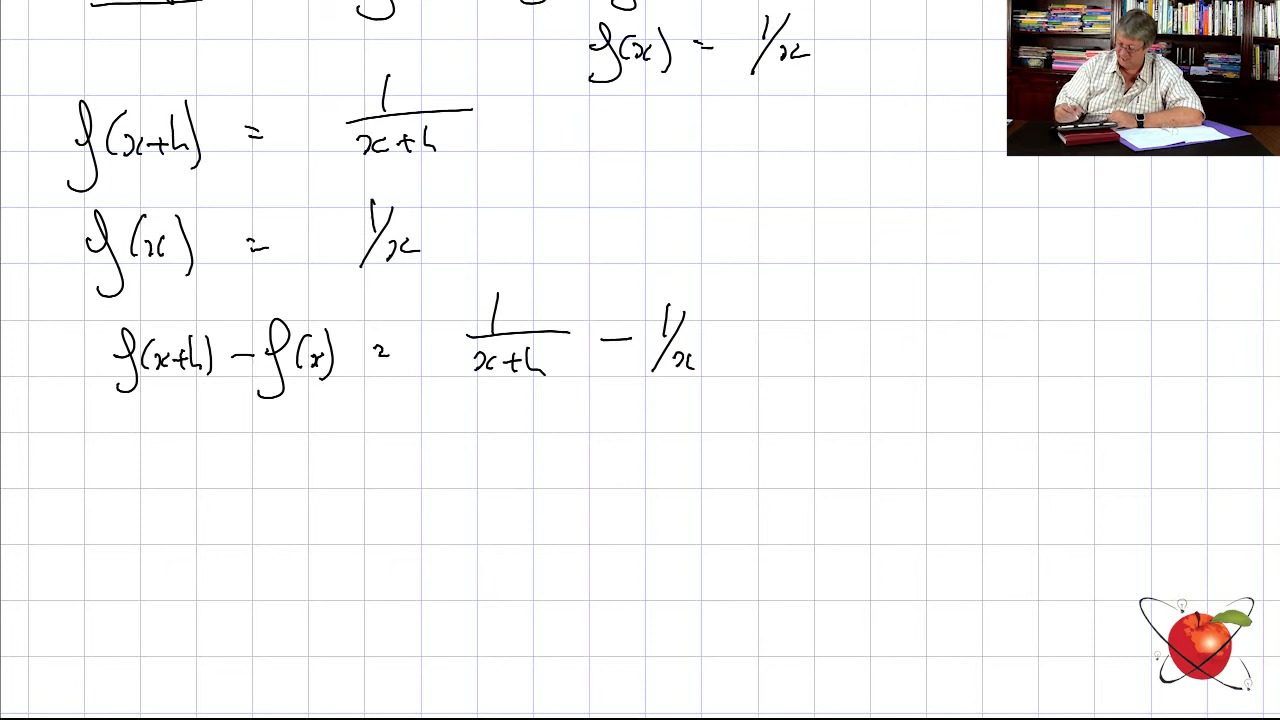 f(x) = 1/x
f(x+h) = 1/(x+h)
f(x) = 1/x
f(x+h) - f(x) = 1/(x+h) - 1/x